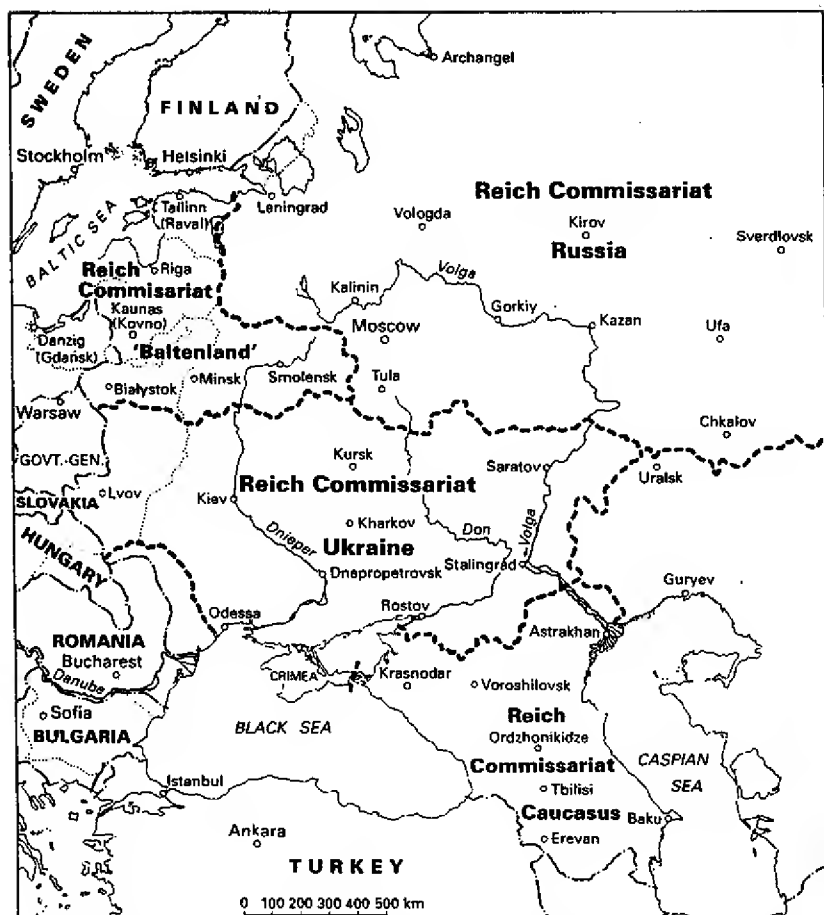 Archangel
SWEDEN
FINLAND
Stockholm
Helsinki
Tallinn
(Raval)
Leningrad
BALTIC SEA
Reich Commissariat
Russia
Vologda
Kirov
Sverdlovsk
Riga
Reich
Commisariat
'Baltenland'
Kaunas
(Kovno)
Kalinin
Volga
Gorkiy
Kazan
Danzig
(Gdańsk)
Moscow
Ufa
Białystok
Minsk
Smolensk
Tula
Warsaw
Chkalov
GOVT.-GEN.
Kursk
Saratov
Uralsk
SLOVAKIA
Lvov
Kiev
Reich Commissariat
Ukraine
Kharkov
Don
Volga
HUNGARY
Dnieper
Dnepropetrovsk
Stalingrad
Guryev
Odessa
Rostov
Astrakhan
ROMANIA
Bucharest
Danube
CRIMEA
Krasnodar
Voroshilovsk
Sofia
BULGARIA
BLACK SEA
Reich
Commissariat
Caucasus
Ordzhonikidze
CASPIAN
SEA
Istanbul
Tbilisi
Baku
Ankara
Erevan
TURKEY
0 100 200 300 400 500 km